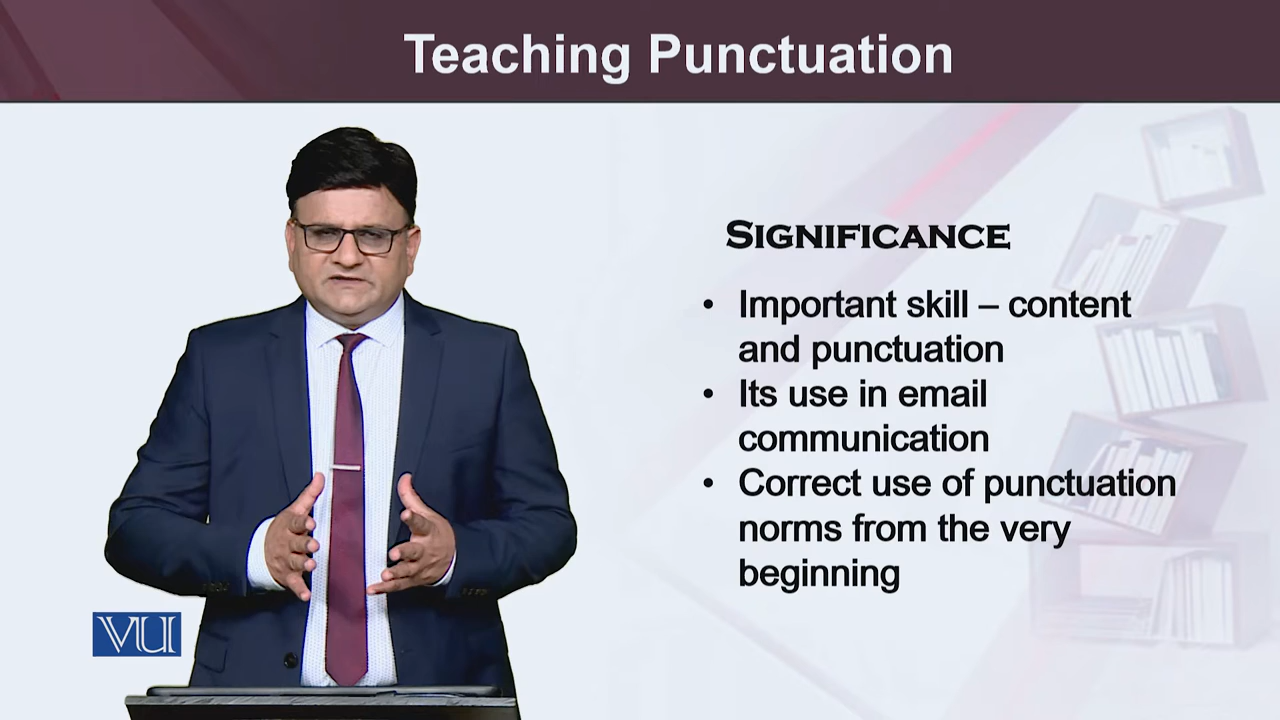 Teaching Punctuation
SIGNIFICANCE
• Important skill – content
and punctuation
• Its use in email
communication
• Correct use of punctuation
norms from the very
beginning
VU